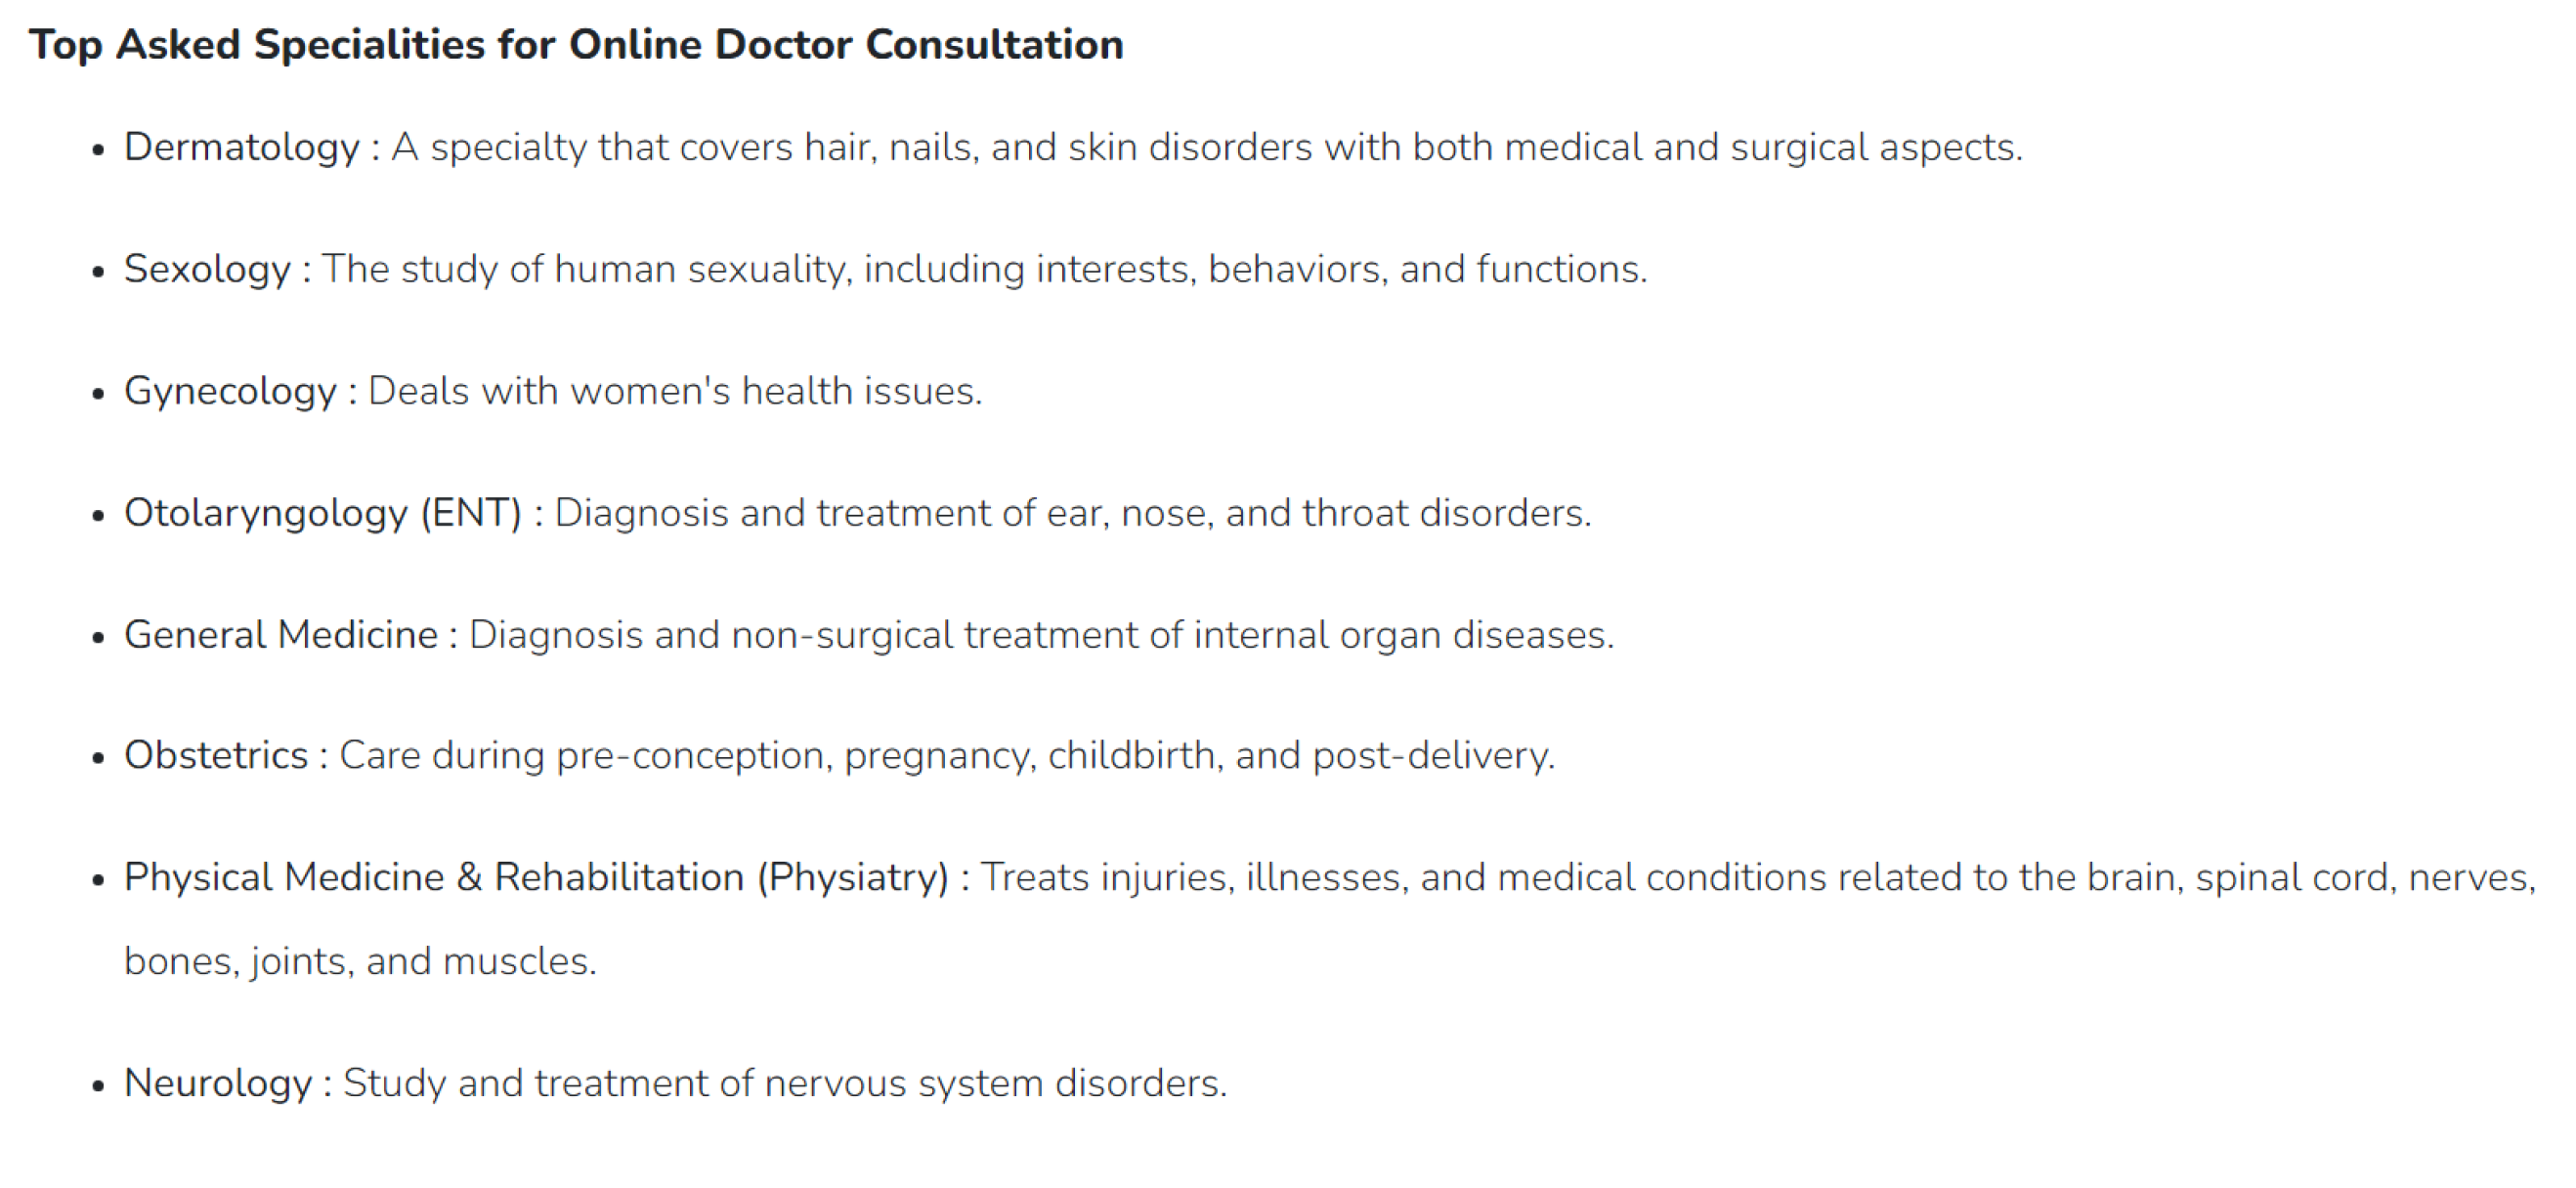 Top Asked Specialities for Online Doctor Consultation
• Dermatology : A specialty that covers hair, nails, and skin disorders with both medical and surgical aspects.
• Sexology : The study of human sexuality, including interests, behaviors, and functions.
• Gynecology : Deals with women's health issues.
• Otolaryngology (ENT) : Diagnosis and treatment of ear, nose, and throat disorders.
• General Medicine : Diagnosis and non-surgical treatment of internal organ diseases.
• Obstetrics : Care during pre-conception, pregnancy, childbirth, and post-delivery.
• Physical Medicine & Rehabilitation (Physiatry) : Treats injuries, illnesses, and medical conditions related to the brain, spinal cord, nerves,
bones, joints, and muscles.
• Neurology : Study and treatment of nervous system disorders.